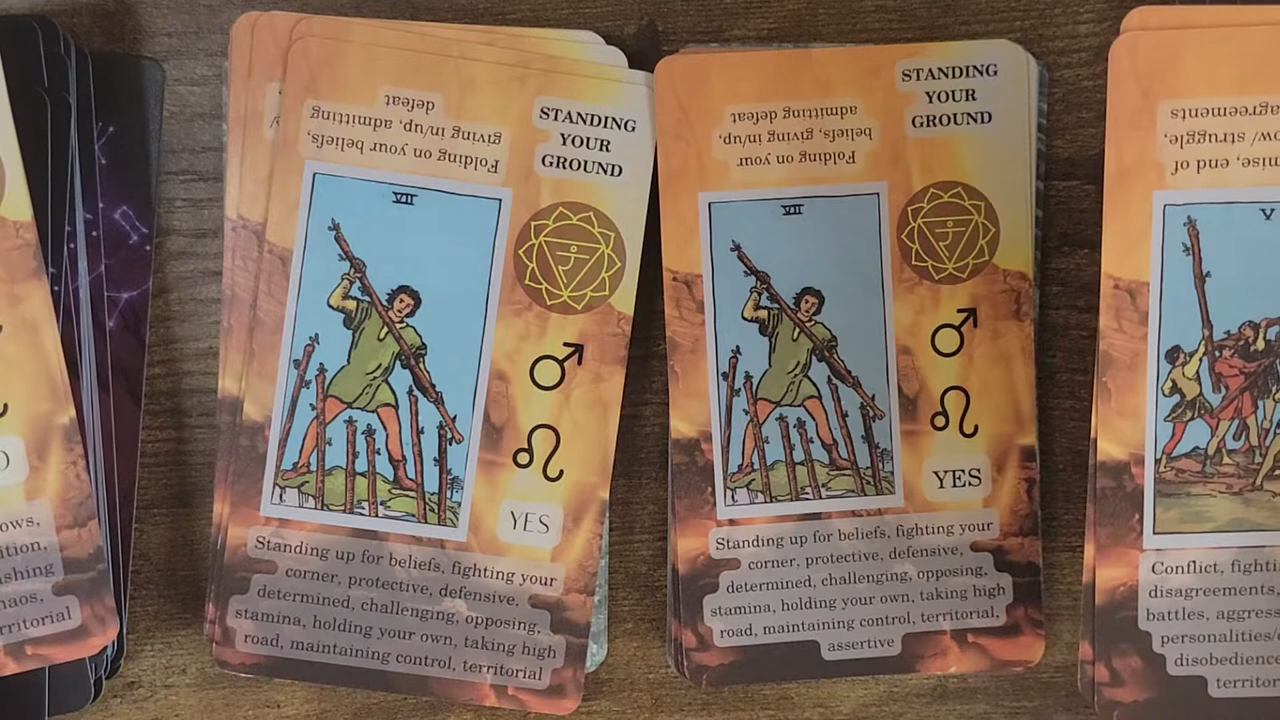 ows,
ition,
shing
haos,
rritorial
Folding on your beliefs,
giving in/up, admitting
defeat
STANDING
YOUR
GROUND
VII
YES
Standing up for beliefs, fighting your
corner, protective, defensive,
determined, challenging, opposing,
stamina, holding your own, taking high
road, maintaining control, territorial
Folding on your
beliefs, giving in/up,
admitting defeat
STANDING
YOUR
GROUND
VII
YES
Standing up for beliefs, fighting your
corner, protective, defensive,
determined, challenging, opposing,
stamina, holding your own, taking high
road, maintaining control, territorial,
assertive
mise, end of
ow/ struggle,
agreements
V
Conflict, fighti
disagreements,
battles, aggress
personalities/
disobedience
territor